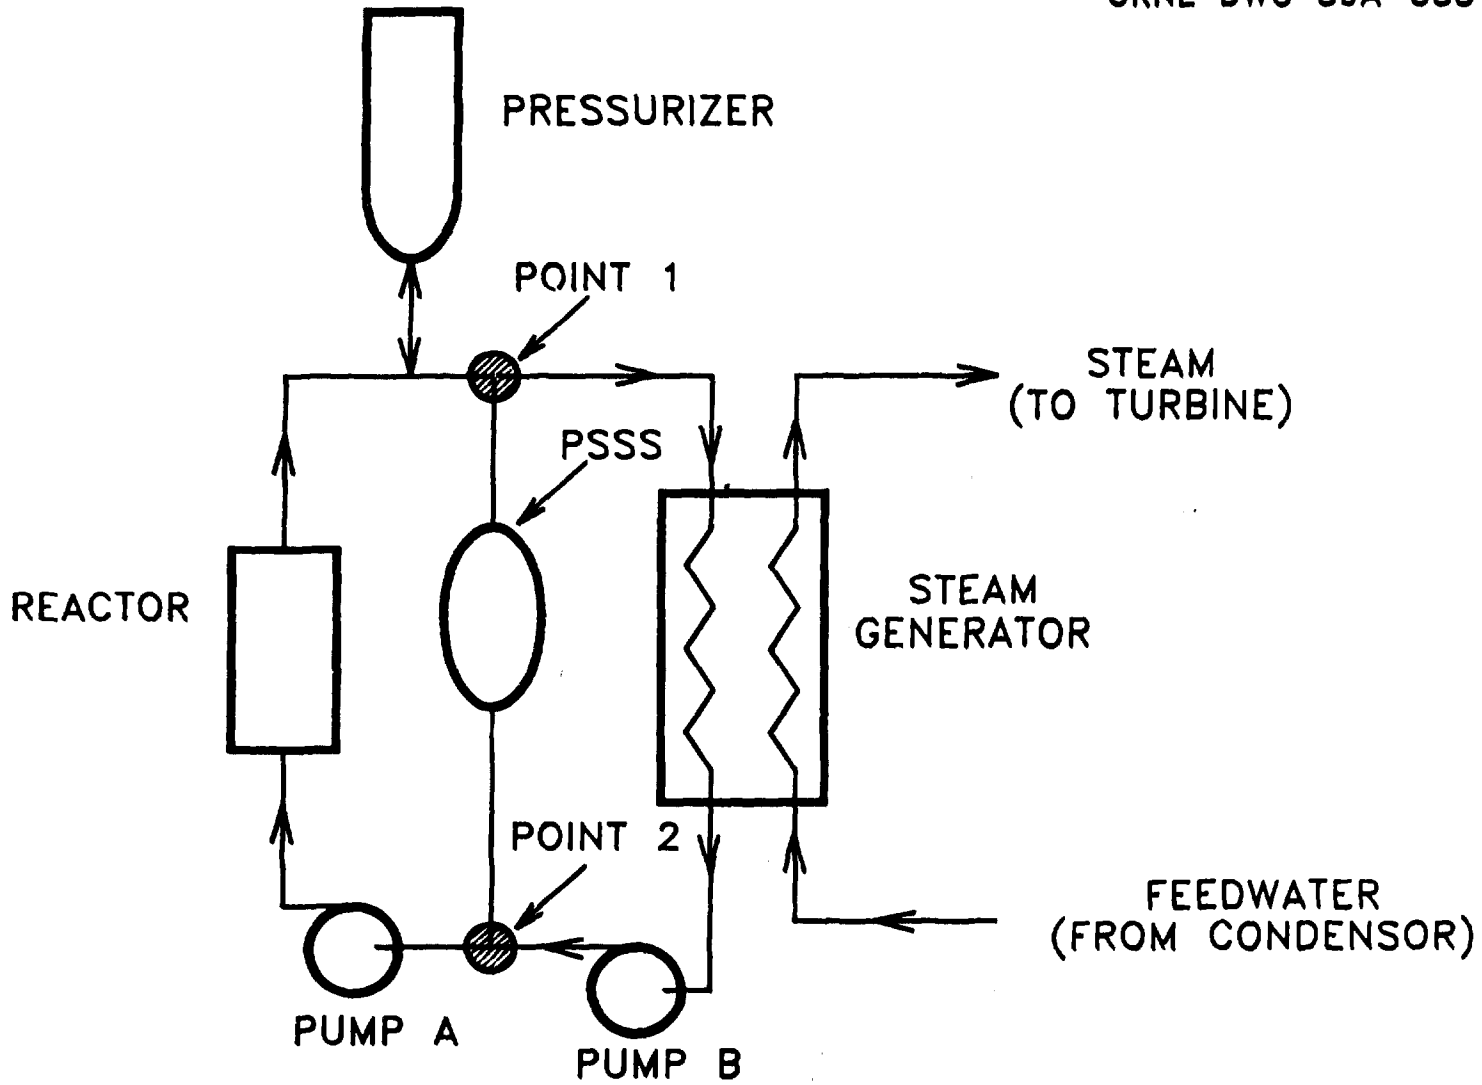 PRESSURIZER
POINT 1
STEAM
(TO TURBINE)
PSSS
REACTOR
STEAM
GENERATOR
POINT 2
FEEDWATER
(FROM CONDENSOR)
PUMP A
PUMP B